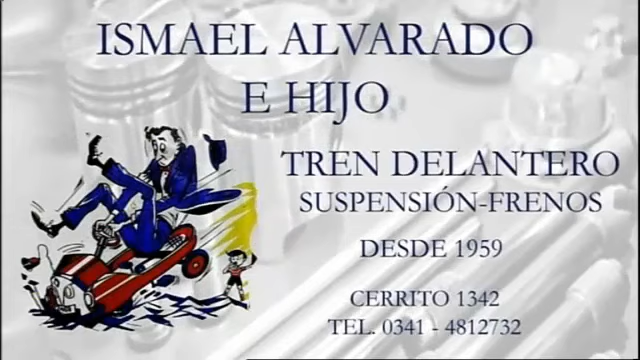 ISMAEL ALVARADO
E HIJO
TREN DELANTERO
SUSPENSIÓN-FRENOS
DESDE 1959
CERRITO 1342
TEL. 0341 - 4812732